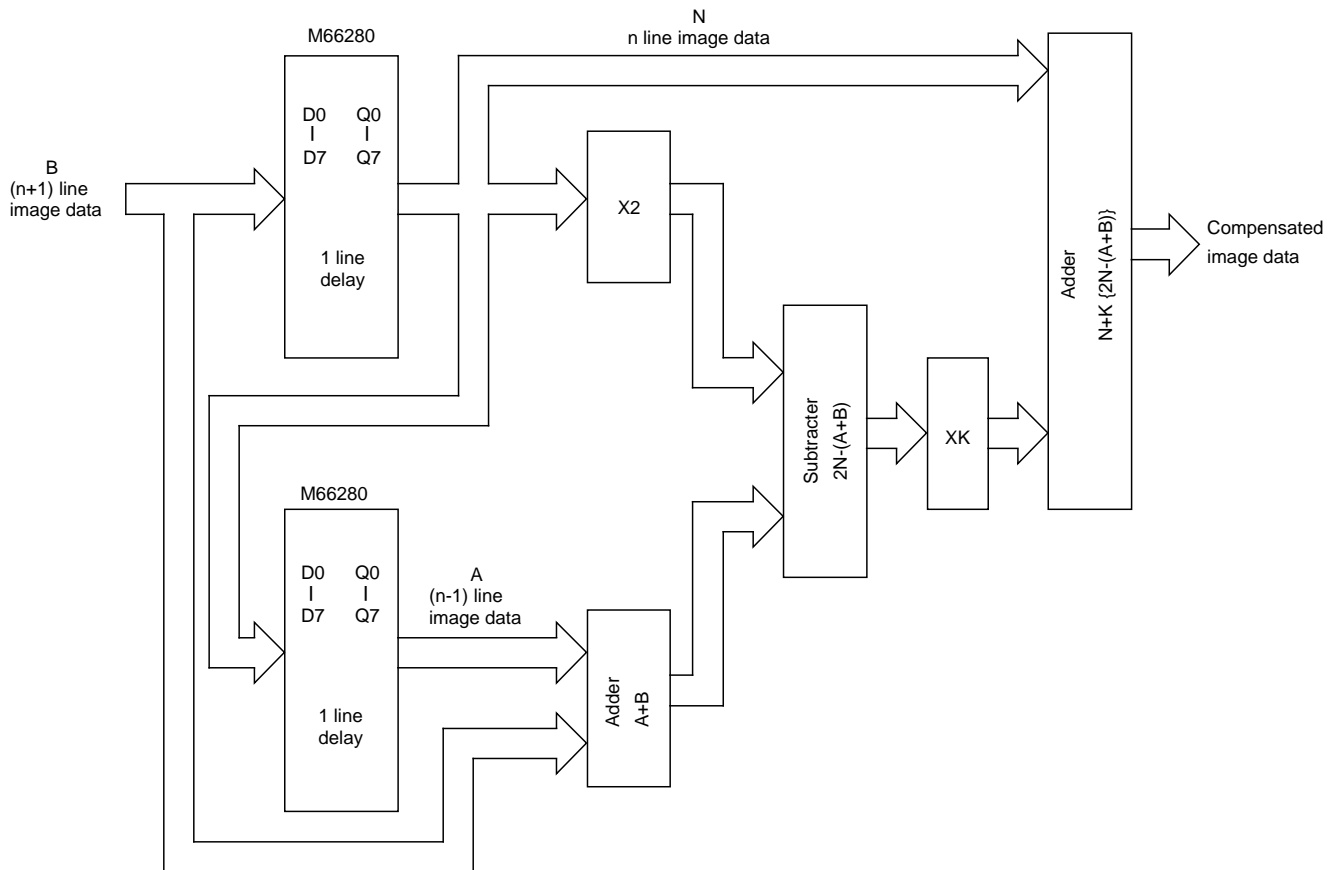 N
n line image data
M66280
D0 Q0
I I
D7 Q7
1 line
delay
B
(n+1) line
image data
X2
Adder
N+K {2N-(A+B)}
Compensated
image data
Subtracter
2N-(A+B)
XK
M66280
D0 Q0
I I
D7 Q7
1 line
delay
A
(n-1) line
image data
Adder
A+B